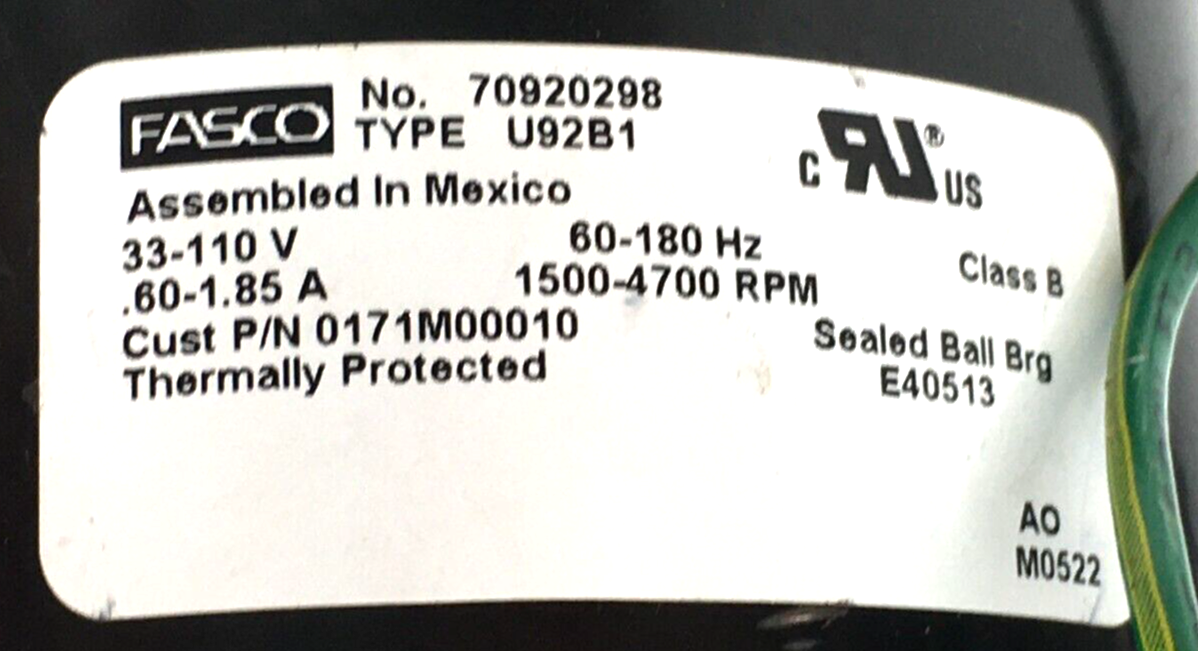 FASCO
No. 70920298
TYPE U92B1
Assembled In Mexico
33-110 V 60-180 Hz
.60-1.85 A 1500-4700 RPM
Class B
Cust P/N 0171M00010
Thermally Protected
Sealed Ball Brg
E40513
C RU® US
AO
M0522